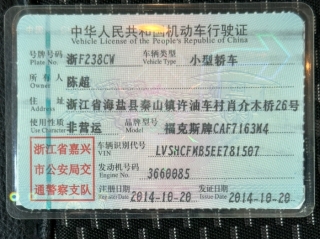 中华人民共和国机动车行驶证
Vehicle License of the People's Republic of China
号牌号码 浙F238CW 车辆类型 小型轿车
Plate No. Vehicle Type
所有人 陈超
Owner
住址 浙江省海盐县秦山镇许油车村肖介木桥26号
Address
使用性质 非营运 品牌型号 福克斯牌CAF7163M4
Use Character Model
浙江省嘉兴 车辆识别代号 LVSHCFMB5EE781507
VIN
市公安局交 发动机号码 3660085
Engine No.
通警察支队 注册日期 2014-10-20 发证日期 2014-10-20
Register Date Issue Date